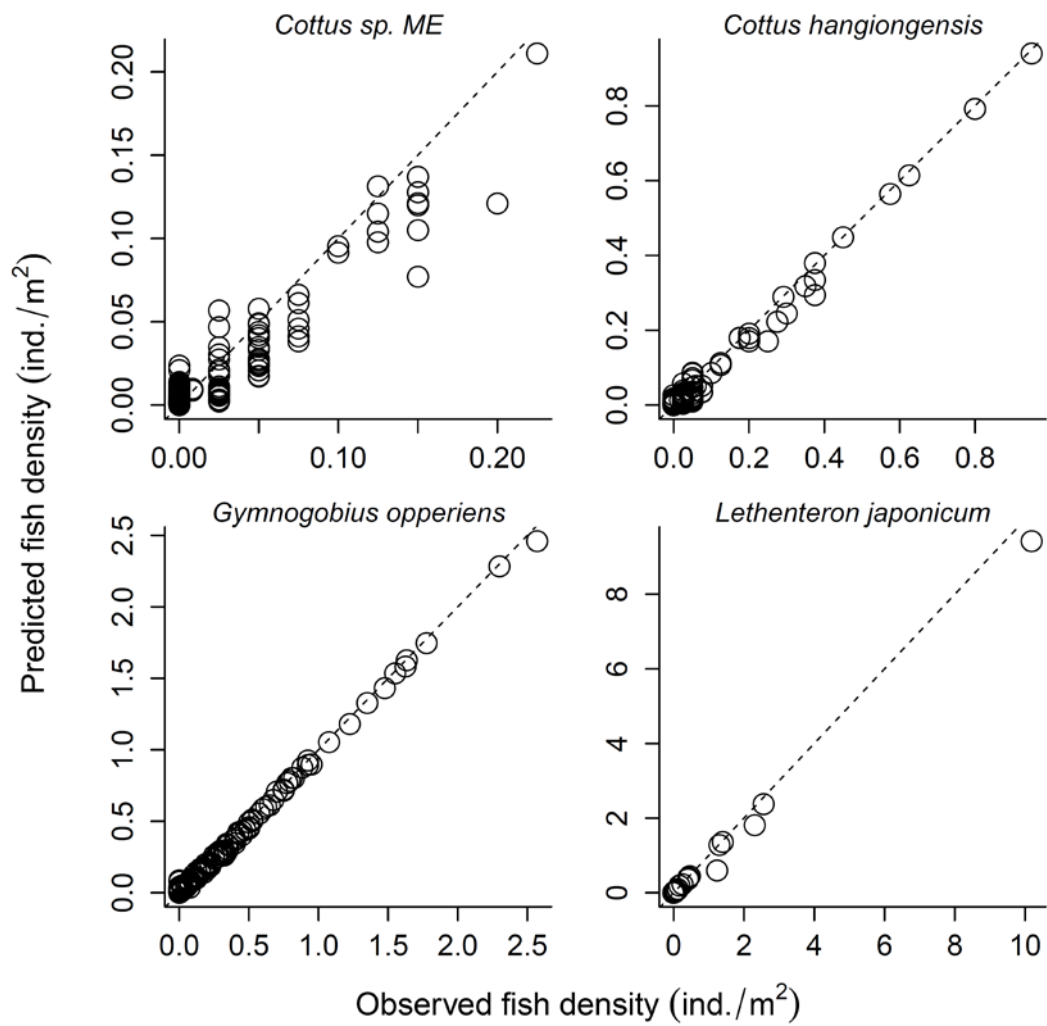 Cottus sp. ME
Cottus hangiongensis
0.20
0.15
0.10
0.05
0.00
0.00 0.10 0.20
0.8
0.6
0.4
0.2
0.0
0.0 0.2 0.4 0.6 0.8
Gymnogobius opperiens
Lethenteron japonicum
2.5
2.0
1.5
1.0
0.5
0.0
0.0 0.5 1.0 1.5 2.0 2.5
8
6
4
2
0
0 2 4 6 8 10
Predicted fish density (ind./m²)
Observed fish density (ind./m²)